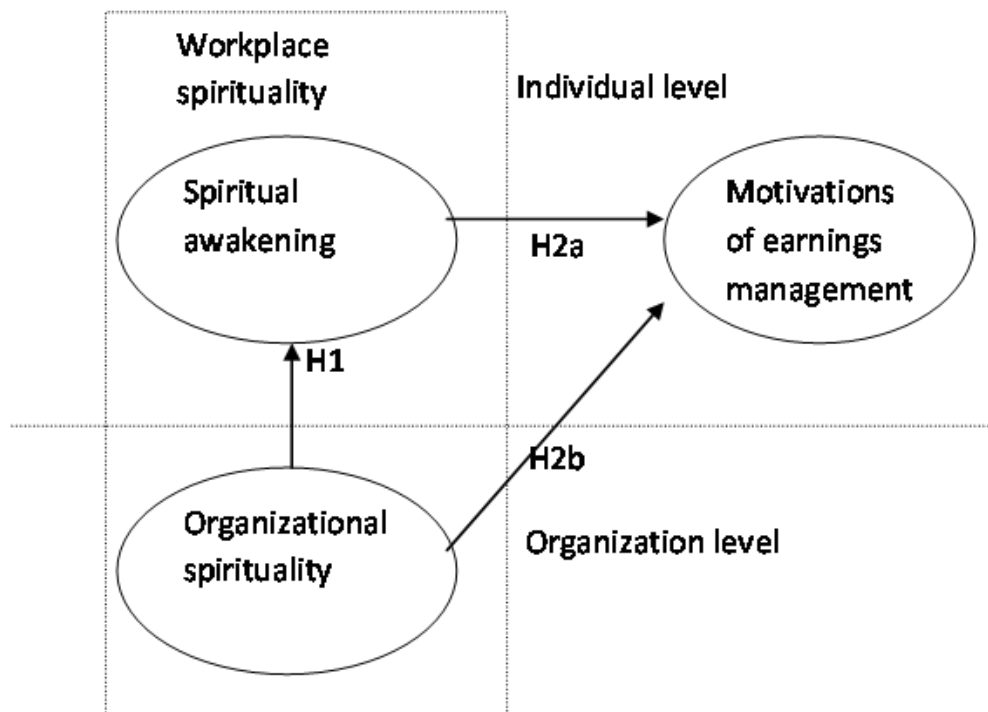 Workplace
spirituality
Individual level
Spiritual
awakening
Motivations
of earnings
management
H2a
H1
H2b
Organizational
spirituality
Organization level